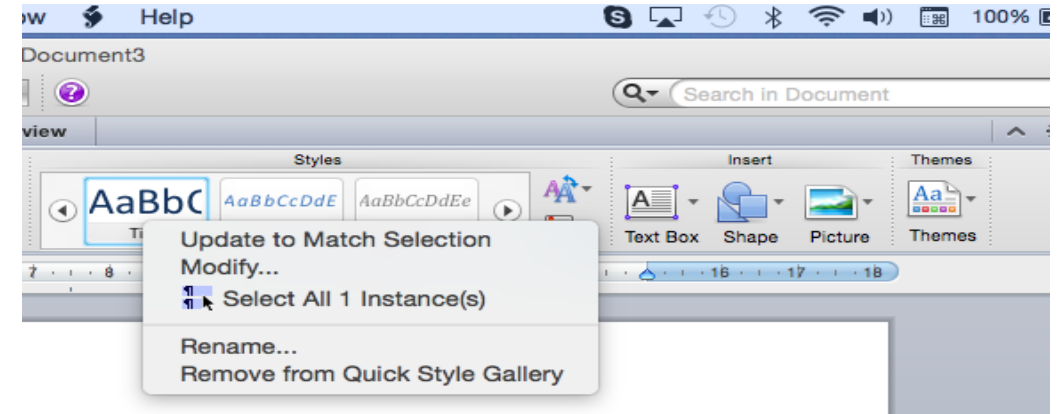 Help
100%
Document3
Search in Document
view
Styles
Insert
Themes
AaBbC
AaBbCcDdE
AaBbCcDdEe
A
Aa
Ti
Text Box
Shape
Picture
Themes
7 8 16 17 18
Update to Match Selection
Modify...
Select All 1 Instance(s)
Rename...
Remove from Quick Style Gallery